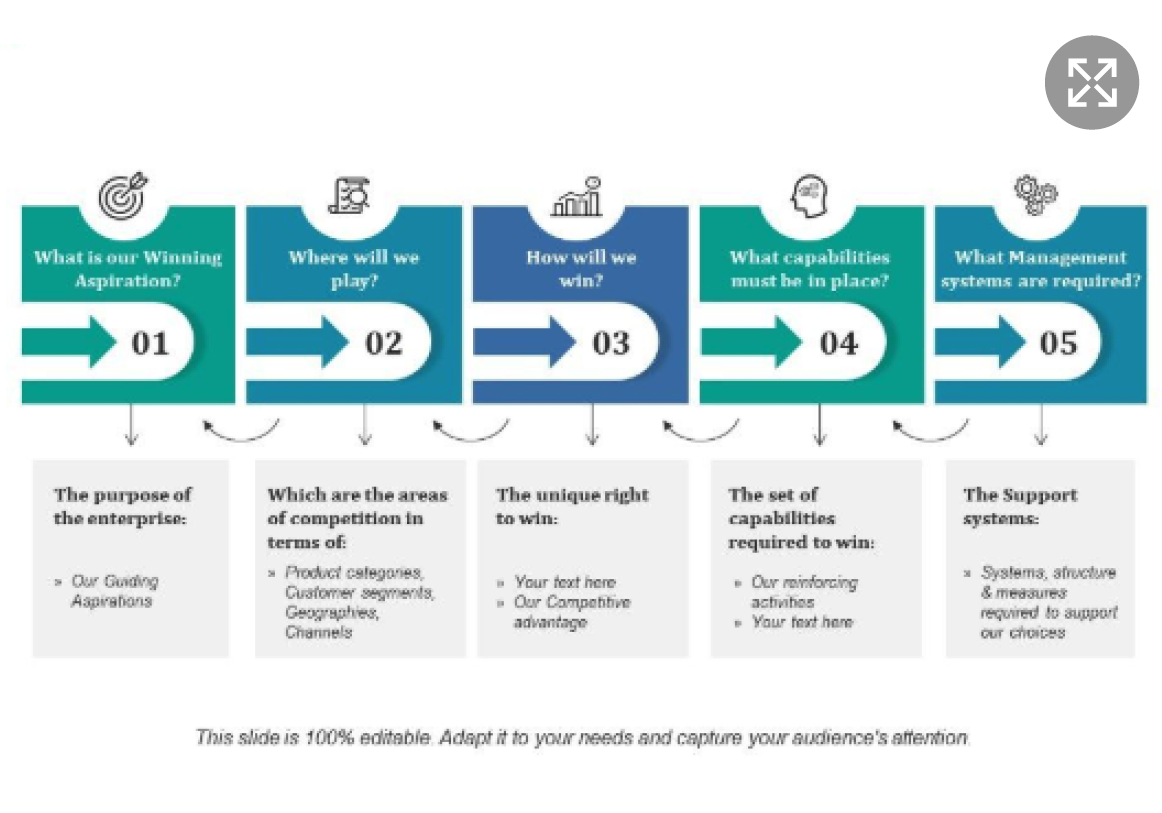 What is our Winning
Aspiration?
01
Where will we
play?
02
How will we
win?
03
What capabilities
must be in place?
04
What Management
systems are required?
05
The purpose of
the enterprise:
» Our Guiding
Aspirations
Which are the areas
of competition in
terms of:
» Product categories,
Customer segments,
Geographies,
Channels
The unique right
to win:
» Your text here
» Our Competitive
advantage
The set of
capabilities
required to win:
» Our reinforcing
activities
» Your text here
The Support
systems:
» Systems, structure
& measures
required to support
our choices
This slide is 100% editable. Adapt it to your needs and capture your audience's attention.